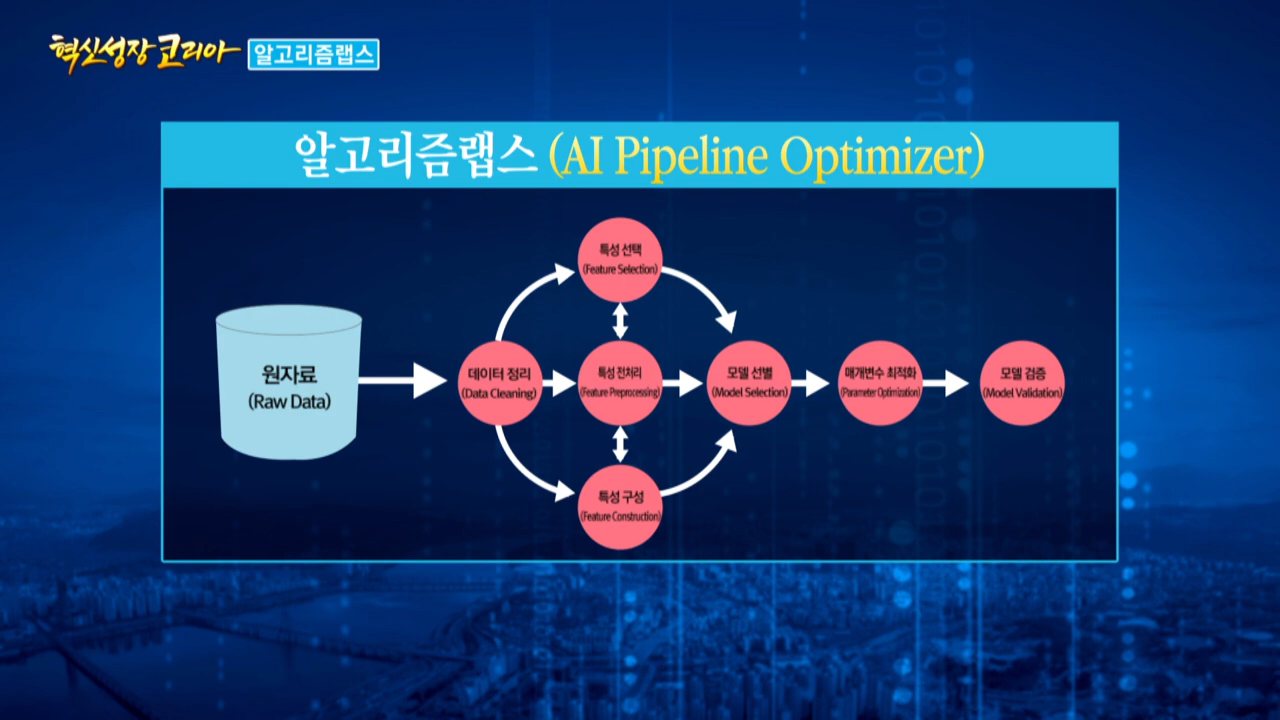 혁신성장 코리아 알고리즘랩스
알고리즘랩스 (AI Pipeline Optimizer)
원자료
(Raw Data)
데이터 정리
(Data Cleaning)
특성 선택
(Feature Selection)
특성 전처리
(Feature Preprocessing)
특성 구성
(Feature Construction)
모델 선별
(Model Selection)
매개변수 최적화
(Parameter Optimization)
모델 검증
(Model Validation)